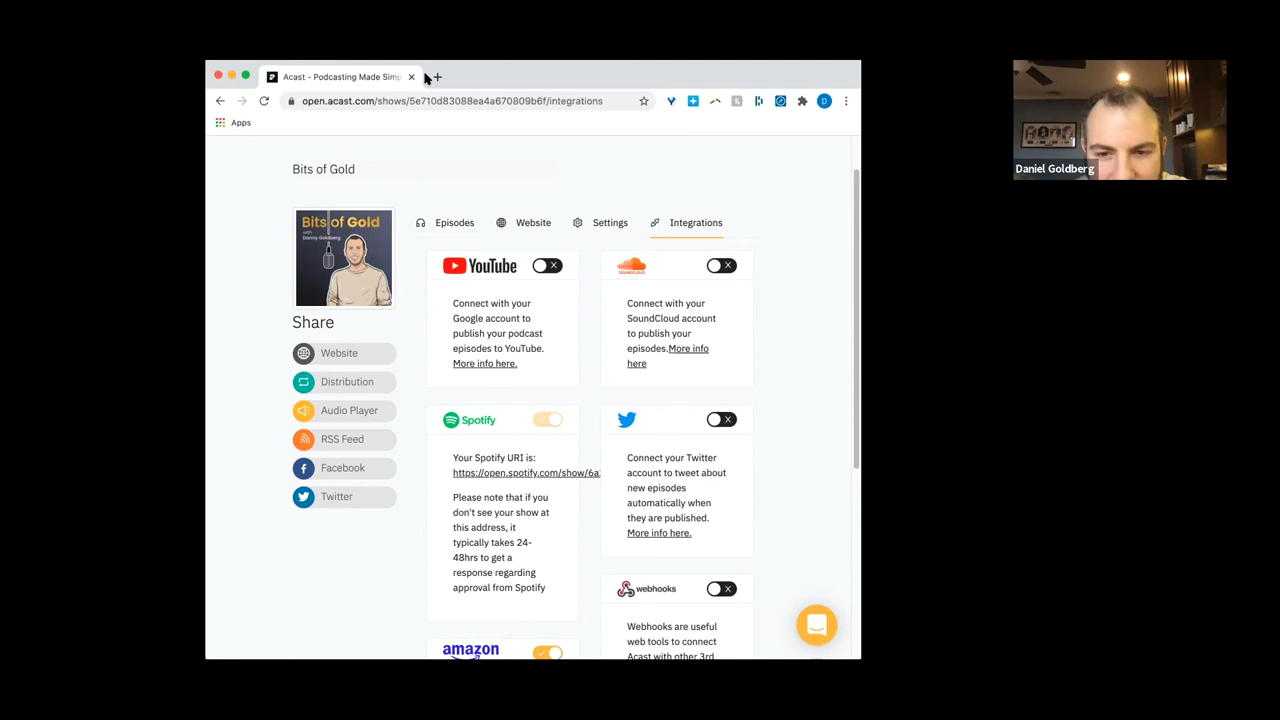 Acast - Podcasting Made Simp
open.acast.com/shows/5e710d83088ea4a670809b6f/integrations
D
Apps
Bits of Gold
Episodes
Website
Settings
Integrations
Bits of Gold
with
Danny Goldberg
Share
Website
Distribution
Audio Player
RSS Feed
Facebook
Twitter
YouTube
X
Connect with your
Google account to
publish your podcast
episodes to YouTube.
More info here.
SOUNDCLOUD
X
Connect with your
SoundCloud account
to publish your
episodes.More info
here
Spotify
Your Spotify URI is:
https://open.spotify.com/show/6a
Please note that if you
don't see your show at
this address, it
typically takes 24-
48hrs to get a
response regarding
approval from Spotify
X
Connect your Twitter
account to tweet about
new episodes
automatically when
they are published.
More info here.
webhooks
X
Webhooks are useful
web tools to connect
Acast with other 3rd
amazon
Daniel Goldberg